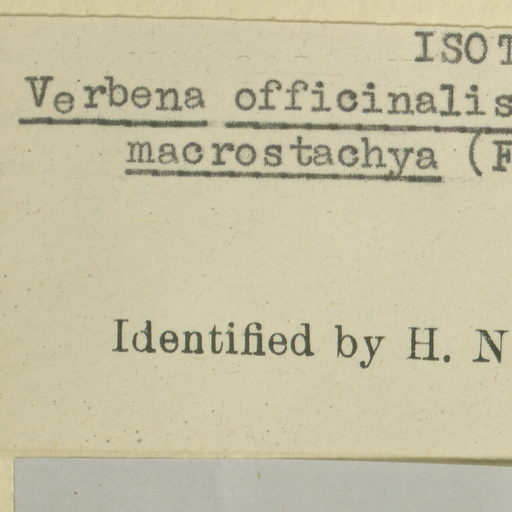 ISOT
Verbena officinalis
macrostachya (F
Identified by H. N